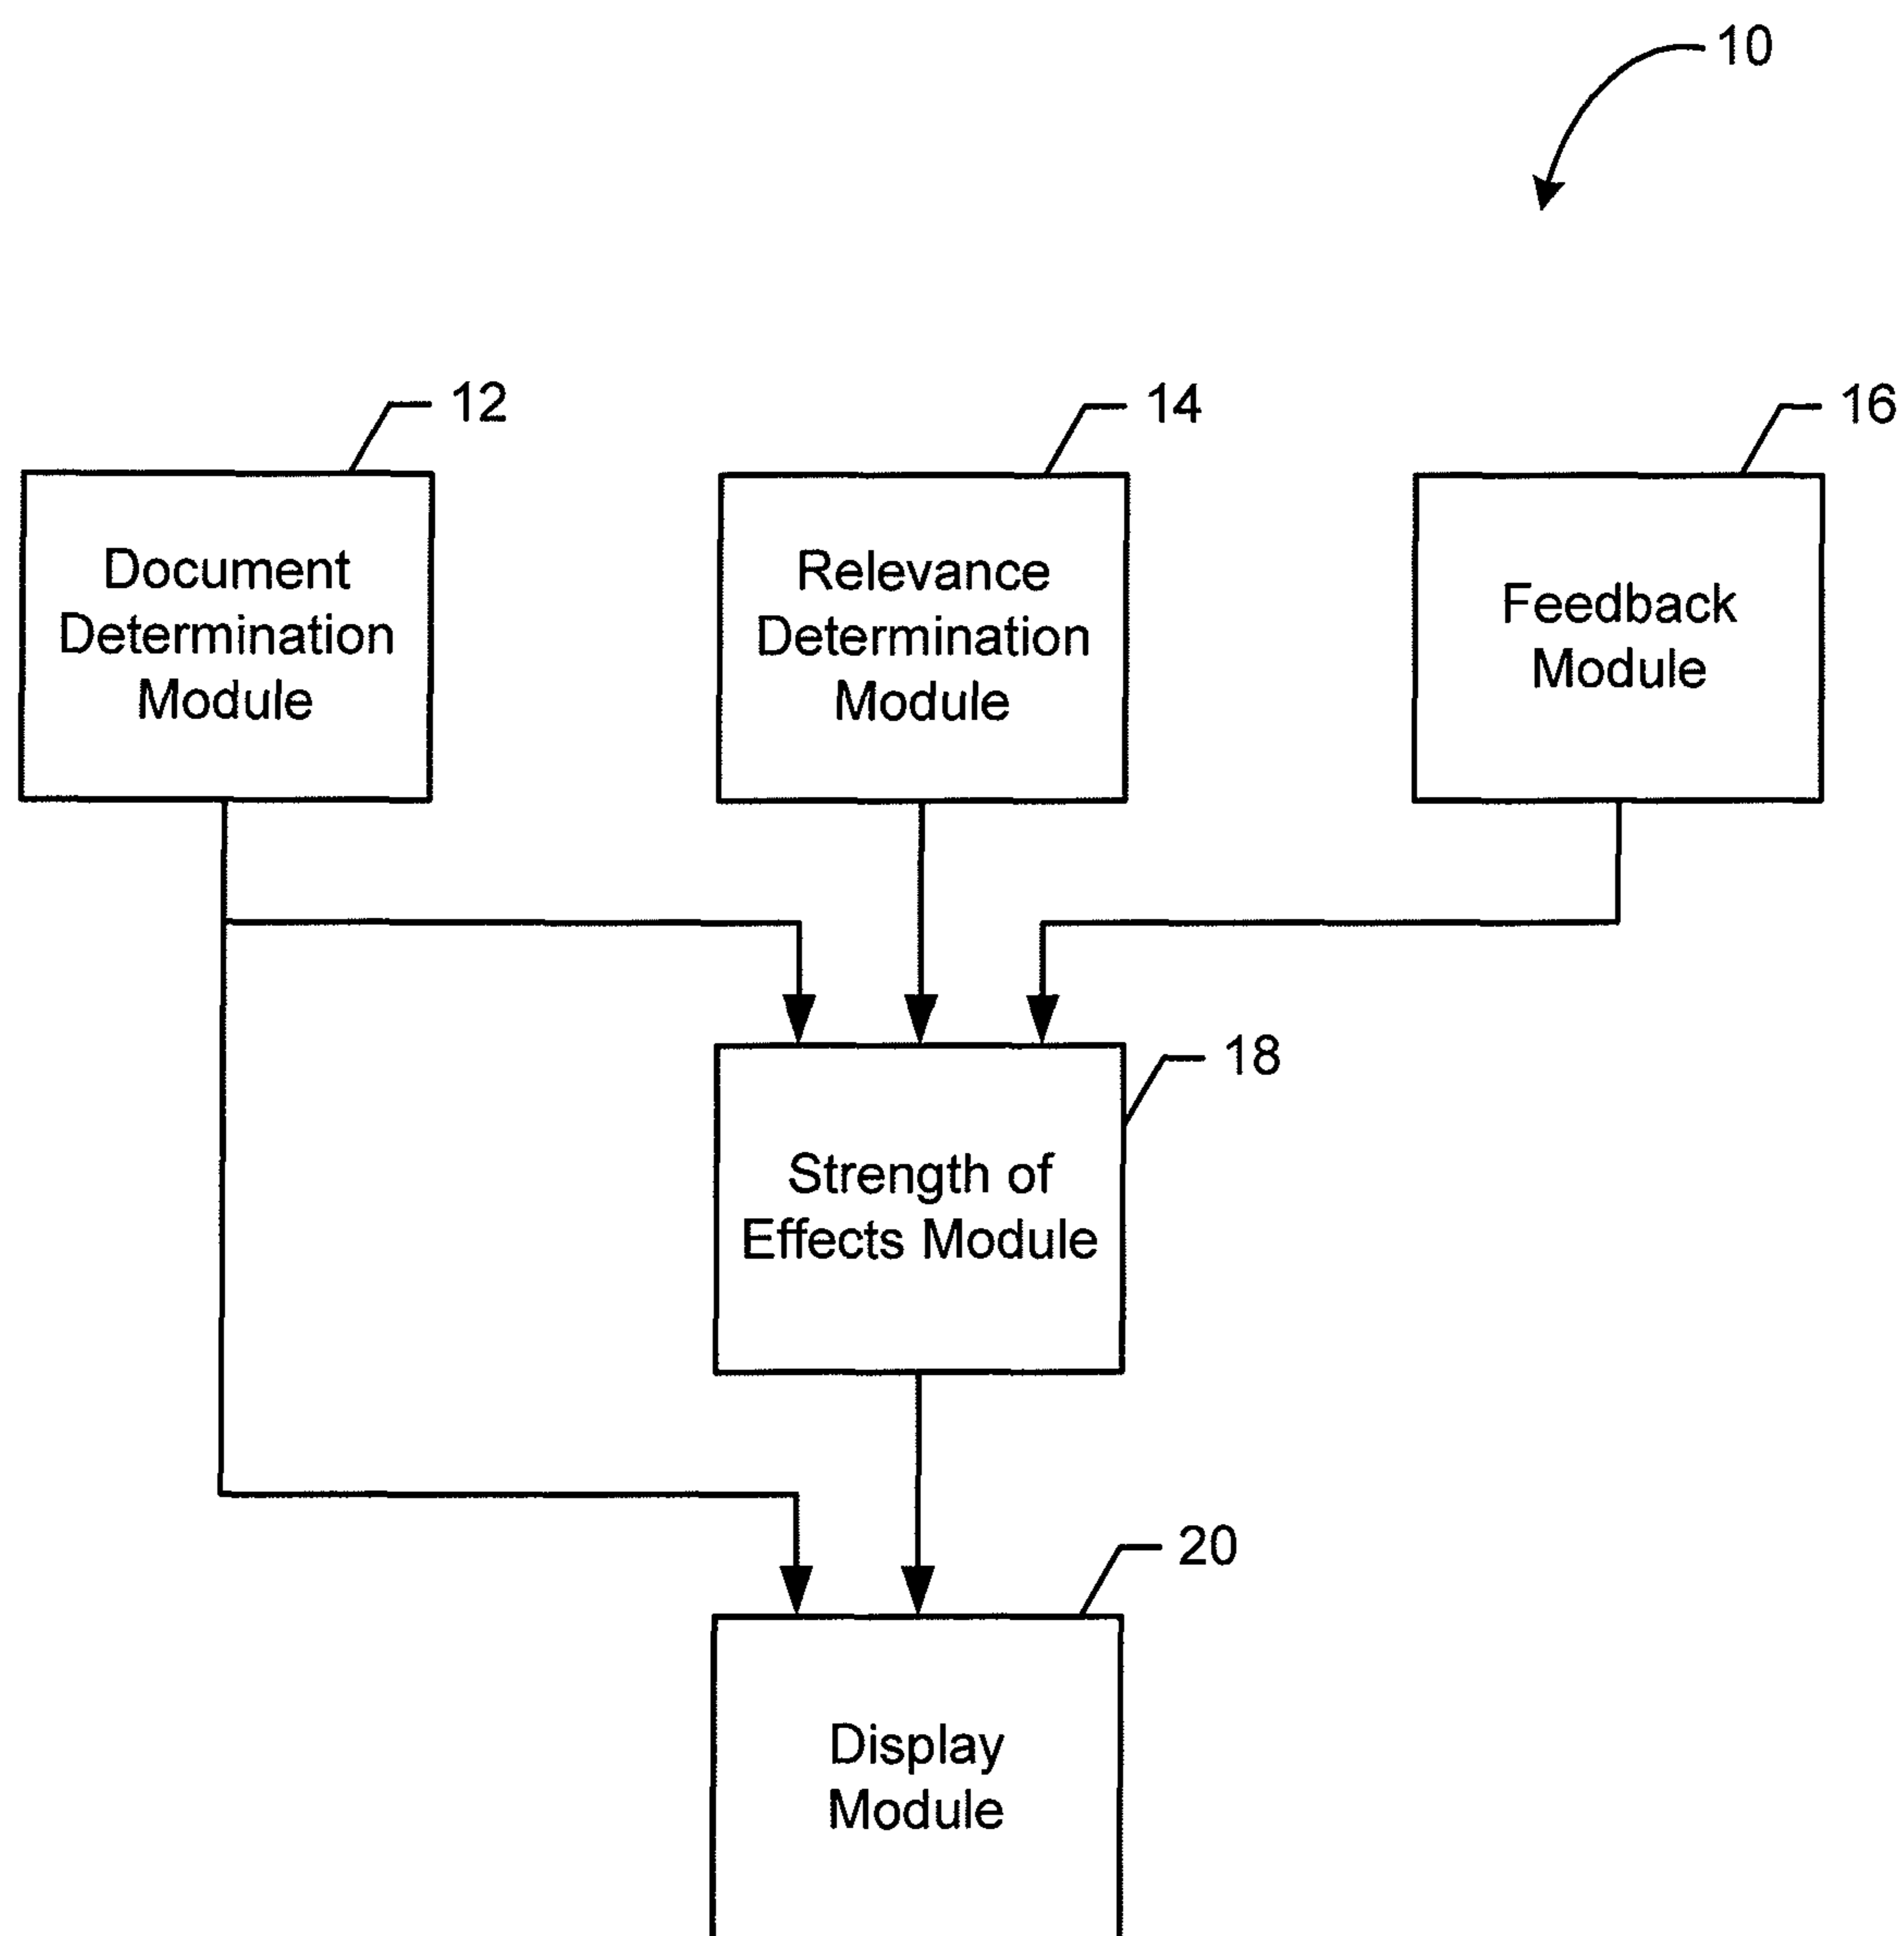 10
12
14
16
Document
Determination
Module
Relevance
Determination
Module
Feedback
Module
18
Strength of
Effects Module
20
Display
Module